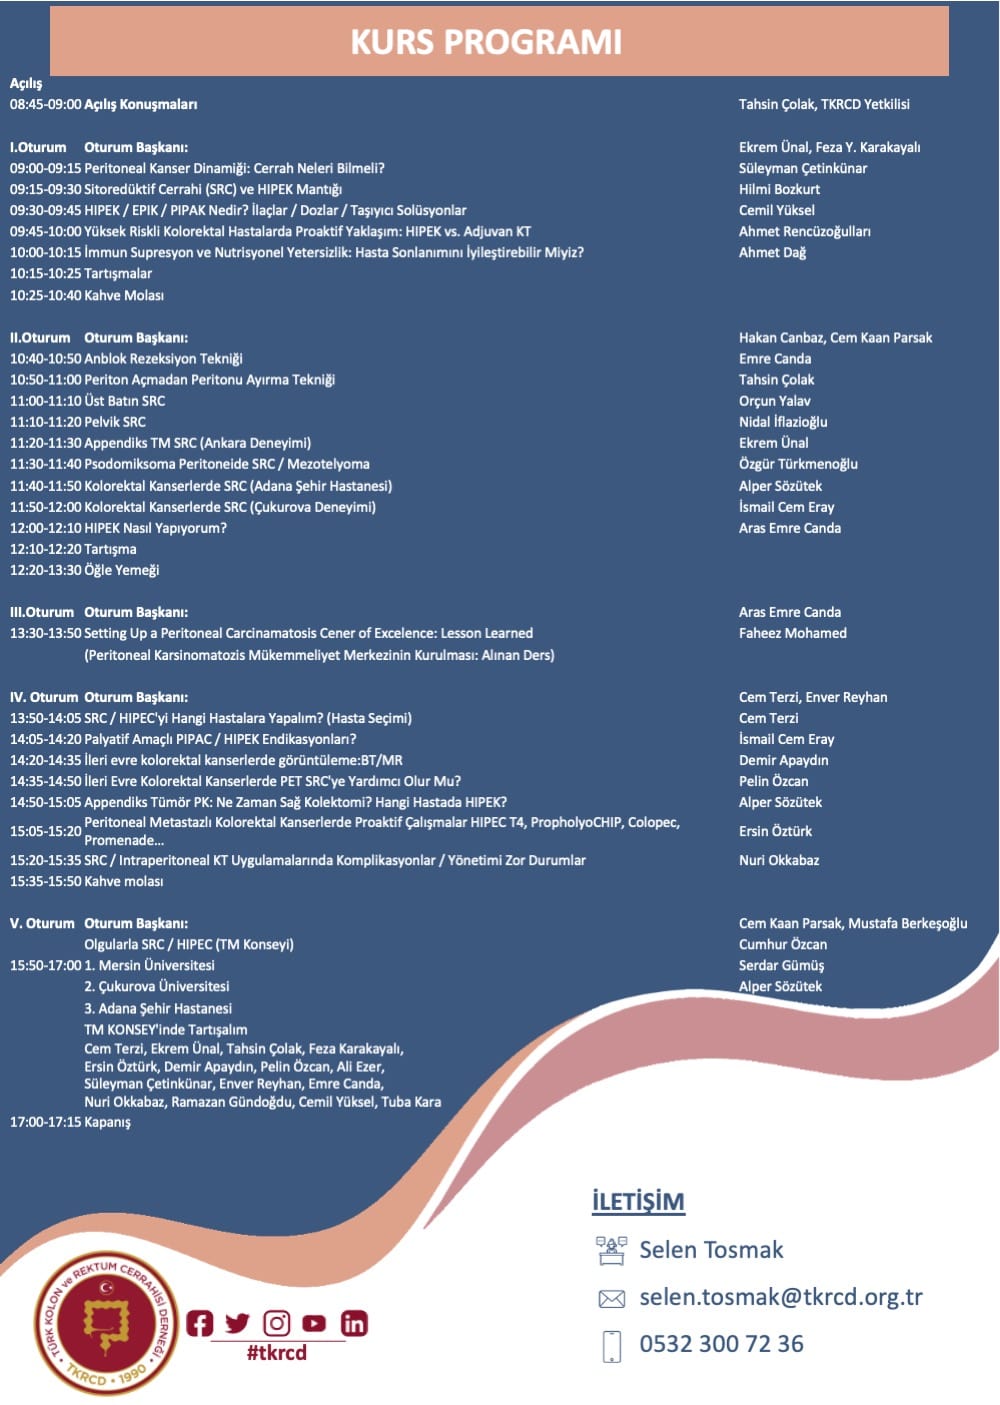 KURS PROGRAMI
Açılış
08:45-09:00 Açılış Konuşmaları Tahsin Çolak, TKRCD Yetkilisi
I.Oturum Oturum Başkanı: Ekrem Ünal, Feza Y. Karakayalı
09:00-09:15 Peritoneal Kanser Dinamiği: Cerrah Neleri Bilmeli? Süleyman Çetinkünar
09:15-09:30 Sitoredüktif Cerrahi (SRC) ve HIPEK Mantığı Hilmi Bozkurt
09:30-09:45 HIPEK / EPIK / PIPAK Nedir? İlaçlar / Dozlar / Taşıyıcı Solüsyonlar Cemil Yüksel
09:45-10:00 Yüksek Riskli Kolorektal Hastalarda Proaktif Yaklaşım: HIPEK vs. Adjuvan KT Ahmet Rencüzoğulları
10:00-10:15 İmmun Supresyon ve Nutrisyonel Yetersizlik: Hasta Sonlanımını İyileştirebilir Miyiz? Ahmet Dağ
10:15-10:25 Tartışmalar
10:25-10:40 Kahve Molası
II.Oturum Oturum Başkanı: Hakan Canbaz, Cem Kaan Parsak
10:40-10:50 Anblok Rezeksiyon Tekniği Emre Canda
10:50-11:00 Periton Açmadan Peritonu Ayırma Tekniği Tahsin Çolak
11:00-11:10 Üst Batın SRC Orçun Yalav
11:10-11:20 Pelvik SRC Nidal İflazioğlu
11:20-11:30 Appendiks TM SRC (Ankara Deneyimi) Ekrem Ünal
11:30-11:40 Psodomiksoma Peritoneide SRC / Mezotelyoma Özgür Türkmenoğlu
11:40-11:50 Kolorektal Kanserlerde SRC (Adana Şehir Hastanesi) Alper Sözütek
11:50-12:00 Kolorektal Kanserlerde SRC (Çukurova Deneyimi) İsmail Cem Eray
12:00-12:10 HIPEK Nasıl Yapıyorum? Aras Emre Canda
12:10-12:20 Tartışma
12:20-13:30 Öğle Yemeği
III.Oturum Oturum Başkanı: Aras Emre Canda
13:30-13:50 Setting Up a Peritoneal Carcinamatosis Cener of Excelence: Lesson Learned Faheez Mohamed
(Peritoneal Karsinomatozis Mükemmeliyet Merkezinin Kurulması: Alınan Ders)
IV. Oturum Oturum Başkanı: Cem Terzi, Enver Reyhan
13:50-14:05 SRC / HIPEC'yi Hangi Hastalara Yapalım? (Hasta Seçimi) Cem Terzi
14:05-14:20 Palyatif Amaçlı PIPAC / HIPEK Endikasyonları? İsmail Cem Eray
14:20-14:35 İleri evre kolorektal kanserlerde görüntüleme:BT/MR Demir Apaydın
14:35-14:50 İleri Evre Kolorektal Kanserlerde PET SRC'ye Yardımcı Olur Mu? Pelin Özcan
14:50-15:05 Appendiks Tümör PK: Ne Zaman Sağ Kolektomi? Hangi Hastada HIPEK? Alper Sözütek
15:05-15:20 Peritoneal Metastazlı Kolorektal Kanserlerde Proaktif Çalışmalar HIPEC T4, PropholyoCHIP, Colopec, Ersin Öztürk
Promenade...
15:20-15:35 SRC / Intraperitoneal KT Uygulamalarında Komplikasyonlar / Yönetimi Zor Durumlar Nuri Okkabaz
15:35-15:50 Kahve molası
V. Oturum Oturum Başkanı: Cem Kaan Parsak, Mustafa Berkeşoğlu
Olgularla SRC / HIPEC (TM Konseyi) Cumhur Özcan
15:50-17:00 1. Mersin Üniversitesi Serdar Gümüş
2. Çukurova Üniversitesi Alper Sözütek
3. Adana Şehir Hastanesi
TM KONSEY'inde Tartışalım
Cem Terzi, Ekrem Ünal, Tahsin Çolak, Feza Karakayalı,
Ersin Öztürk, Demir Apaydın, Pelin Özcan, Ali Ezer,
Süleyman Çetinkünar, Enver Reyhan, Emre Canda,
Nuri Okkabaz, Ramazan Gündoğdu, Cemil Yüksel, Tuba Kara
17:00-17:15 Kapanış
İLETİŞİM
Selen Tosmak
selen.tosmak@tkrcd.org.tr
0532 300 72 36
TÜRK KOLON ve REKTUM CERRAHİSİ DERNEĞİ
TKRCD • 1990
#tkrcd